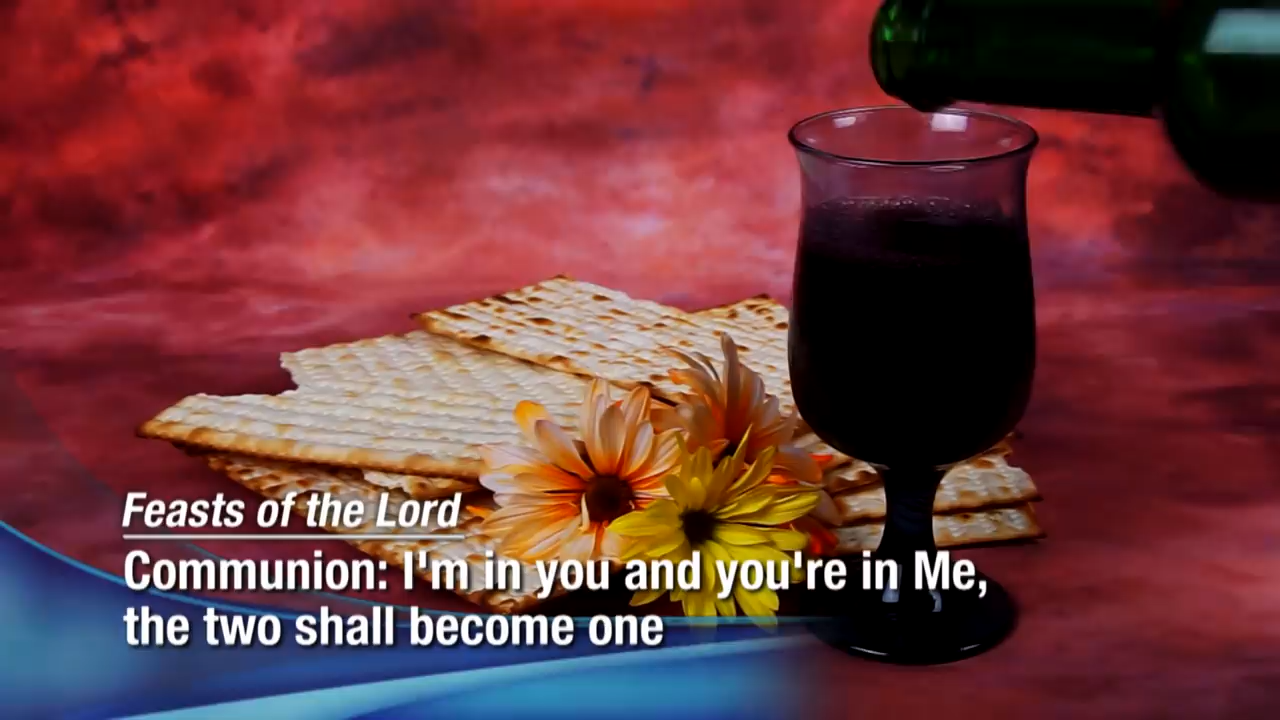 Feasts of the Lord
Communion: I'm in you and you're in Me,
the two shall become one